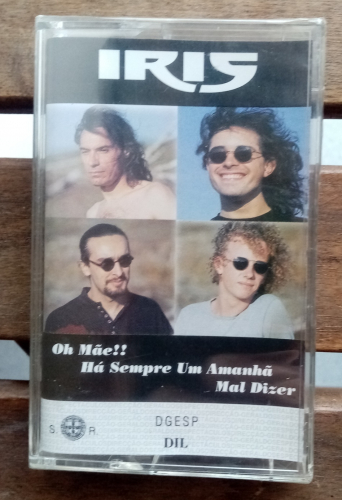 IRIS
Oh Mãe!!
Há Sempre Um Amanhã
Mal Dizer
DGESP
S. R.
DIL